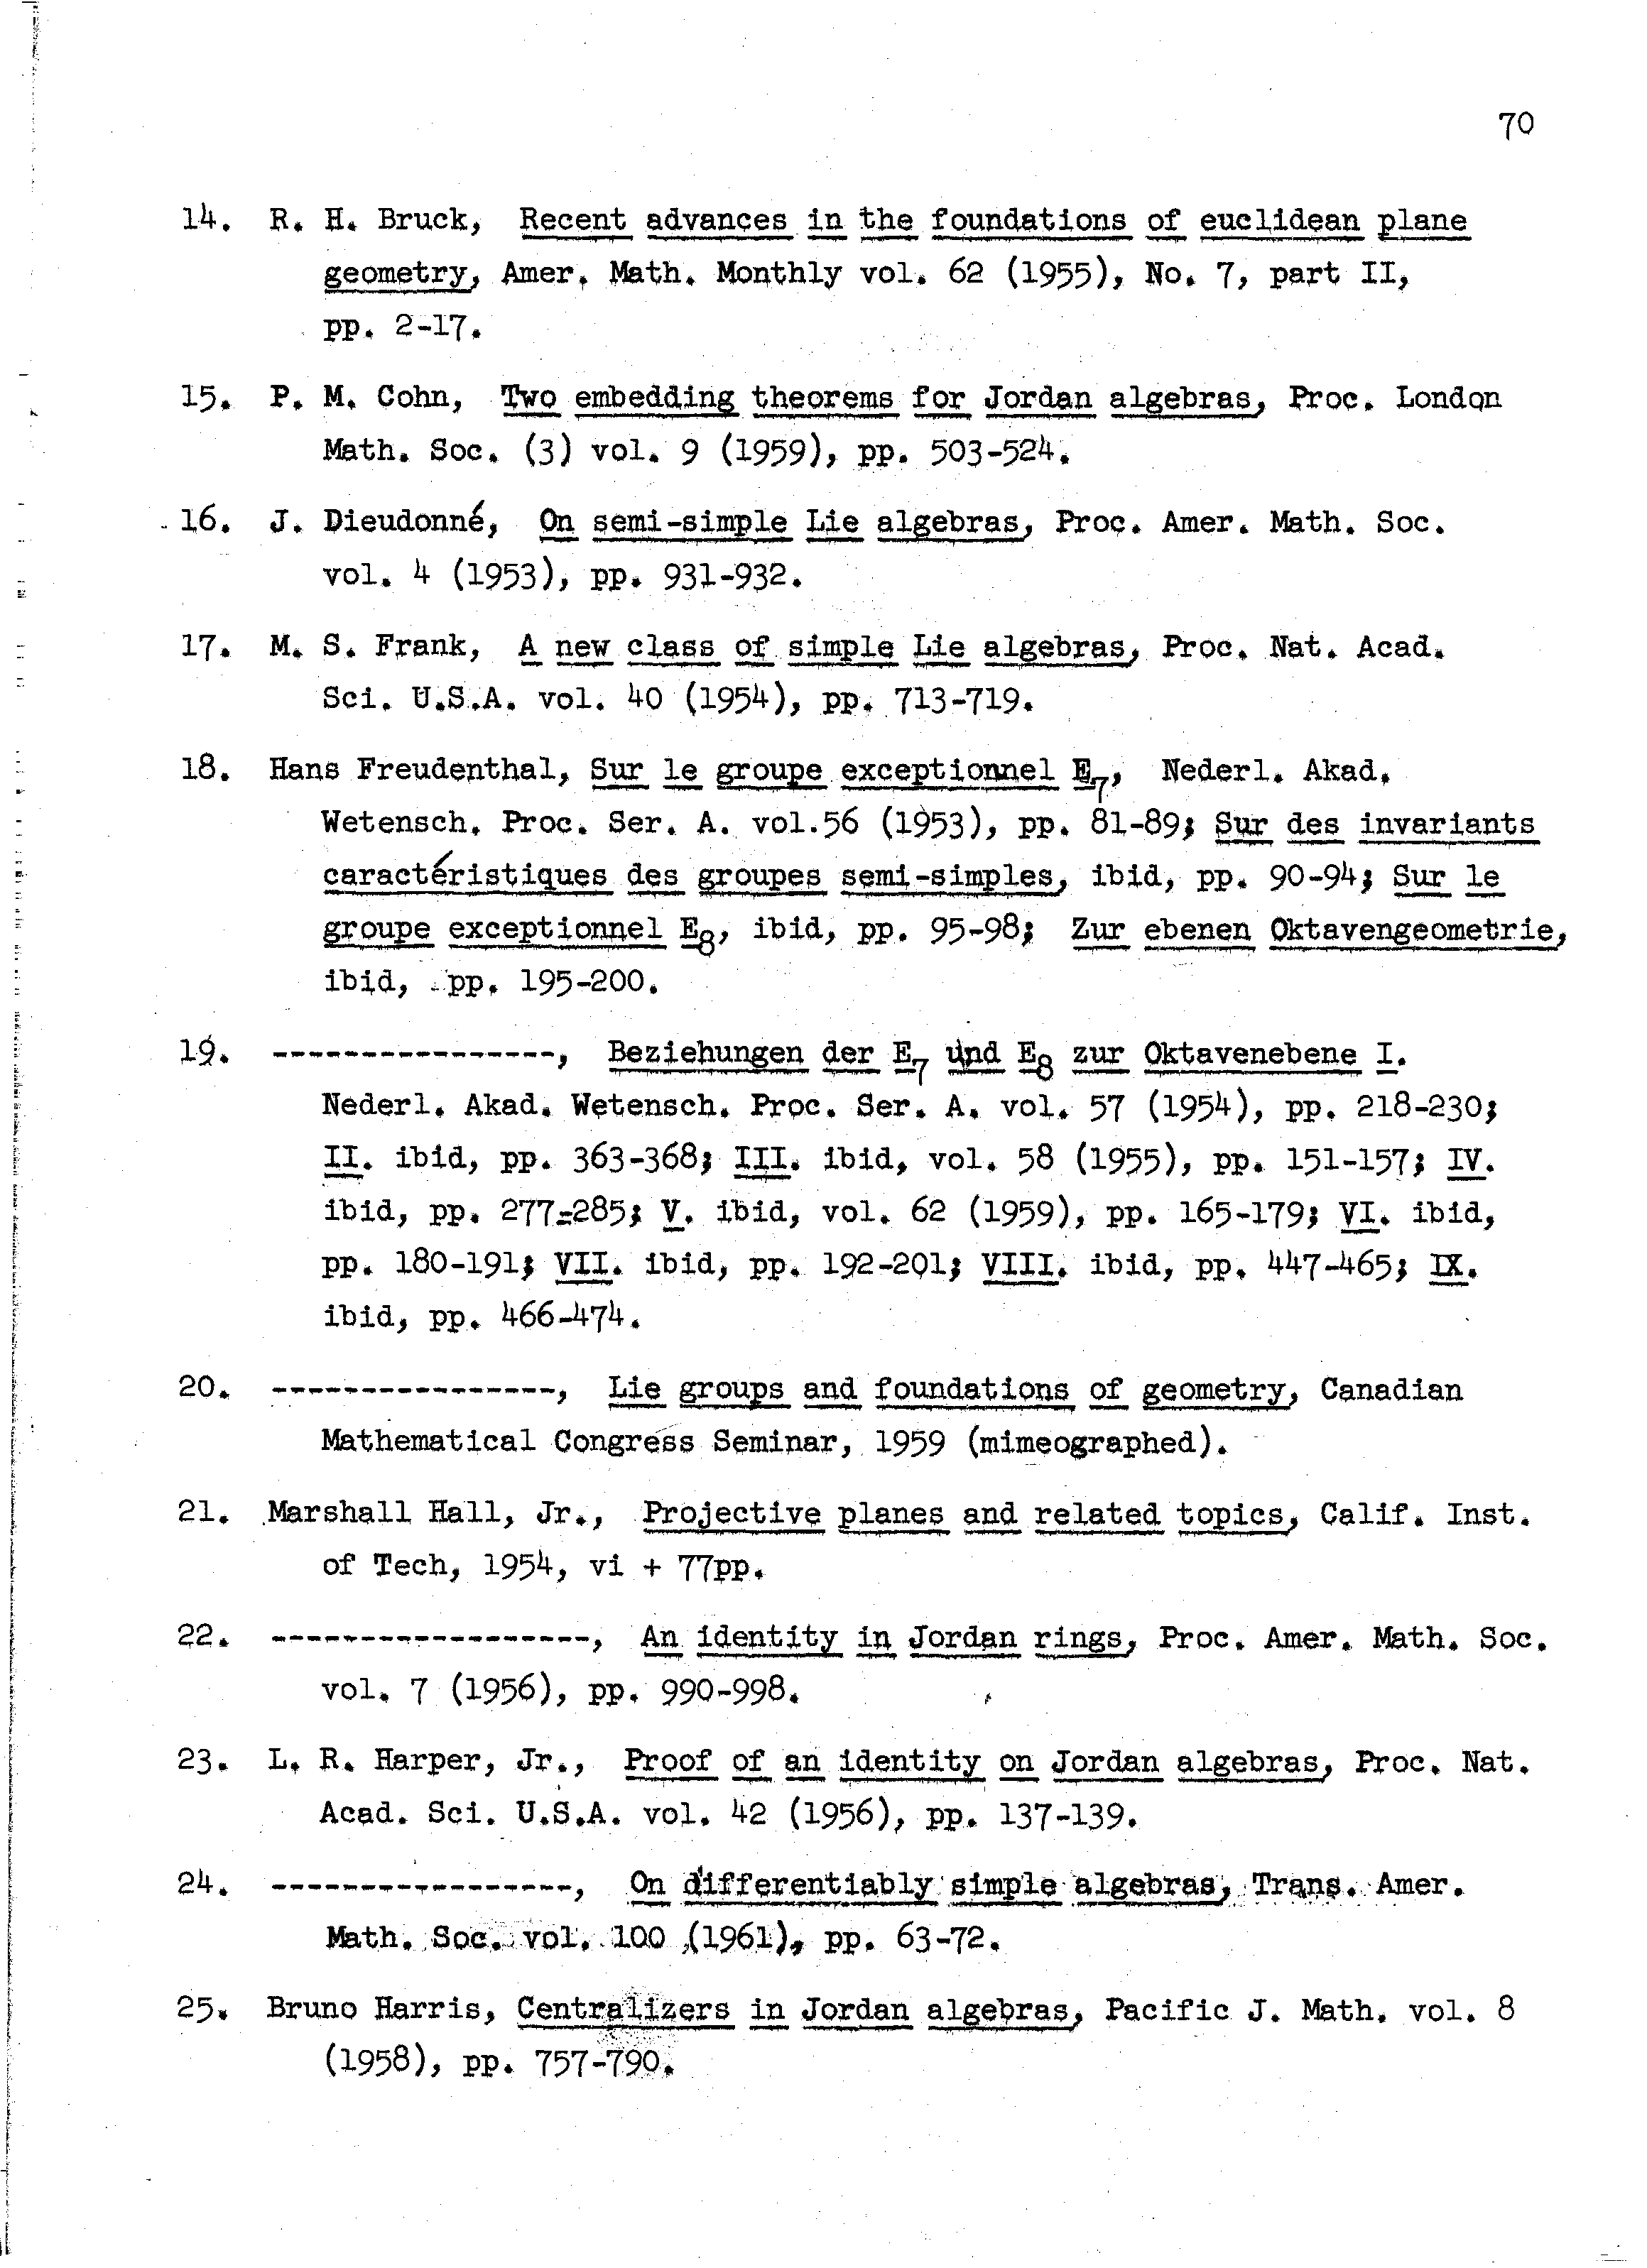 70
14. R. H. Bruck, Recent advances in the foundations of euclidean plane
geometry, Amer. Math. Monthly vol. 62 (1955), No. 7, part II,
pp. 2-17.
15. P. M. Cohn, Two embedding theorems for Jordan algebras, Proc. London
Math. Soc. (3) vol. 9 (1959), pp. 503-524.
16. J. Dieudonné, On semi-simple Lie algebras, Proc. Amer. Math. Soc.
vol. 4 (1953), pp. 931-932.
17. M. S. Frank, A new class of simple Lie algebras, Proc. Nat. Acad.
Sci. U.S.A. vol. 40 (1954), pp. 713-719.
18. Hans Freudenthal, Sur le groupe exceptionnel E7, Nederl. Akad.
Wetensch. Proc. Ser. A. vol.56 (1953), pp. 81-89; Sur des invariants
caractéristiques des groupes semi-simples, ibid, pp. 90-94; Sur le
groupe exceptionnel E8, ibid, pp. 95-98; Zur ebenen Oktavengeometrie,
ibid, pp. 195-200.
19. ----------------, Beziehungen der E7 und E8 zur Oktavenebene I.
Nederl. Akad. Wetensch. Proc. Ser. A. vol. 57 (1954), pp. 218-230;
II. ibid, pp. 363-368; III. ibid, vol. 58 (1955), pp. 151-157; IV.
ibid, pp. 277-285; V. ibid, vol. 62 (1959), pp. 165-179; VI. ibid,
pp. 180-191; VII. ibid, pp. 192-201; VIII. ibid, pp. 447-465; IX.
ibid, pp. 466-474.
20. ----------------, Lie groups and foundations of geometry, Canadian
Mathematical Congress Seminar, 1959 (mimeographed).
21. Marshall Hall, Jr., Projective planes and related topics, Calif. Inst.
of Tech, 1954, vi + 77pp.
22. ------------------, An identity in Jordan rings, Proc. Amer. Math. Soc.
vol. 7 (1956), pp. 990-998.
23. L. R. Harper, Jr., Proof of an identity on Jordan algebras, Proc. Nat.
Acad. Sci. U.S.A. vol. 42 (1956), pp. 137-139.
24. -----------------, On differentiably simple algebras, Trans. Amer.
Math. Soc. vol. 100 (1961), pp. 63-72.
25. Bruno Harris, Centralizers in Jordan algebras, Pacific J. Math. vol. 8
(1958), pp. 757-790.